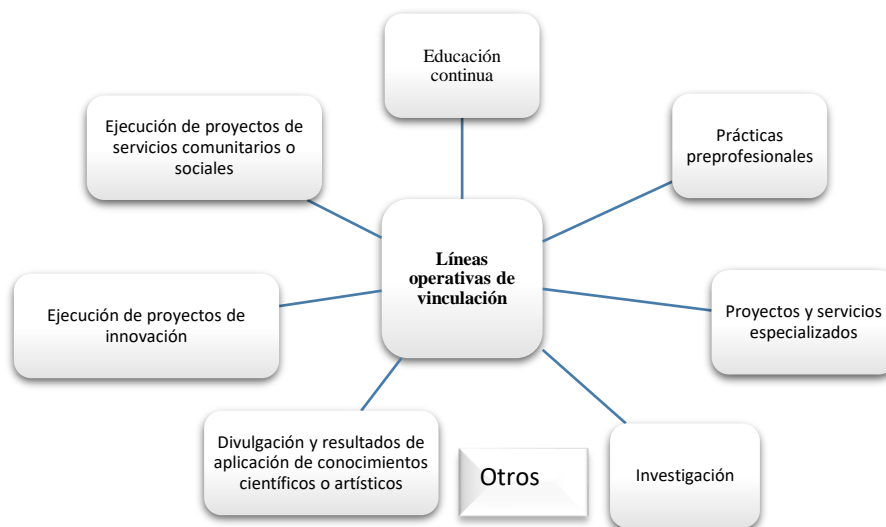 Educación
continua
Ejecución de proyectos de
servicios comunitarios o
sociales
Prácticas
preprofesionales
Líneas
operativas de
vinculación
Ejecución de proyectos de
innovación
Proyectos y servicios
especializados
Divulgación y resultados de
aplicación de conocimientos
científicos o artísticos
Otros
Investigación